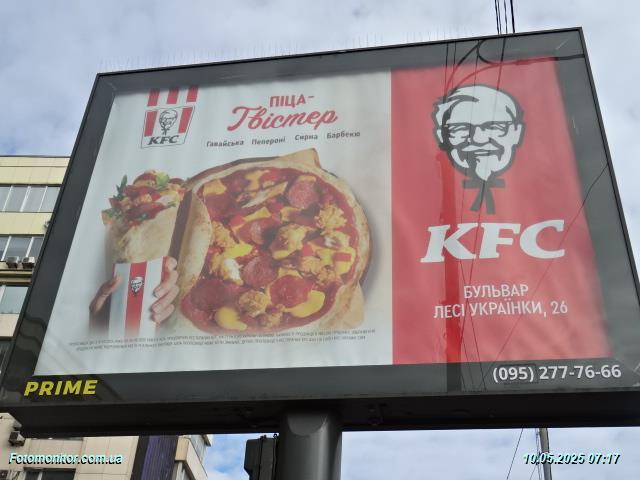 KFC
ПІЦА-
Твістер
Гавайська Пепероні Сирна Барбекю
KFC
БУЛЬВАР
ЛЕСІ УКРАЇНКИ, 26
PRIME
(095) 277-76-66
Fotomonitor.com.ua
10.05.2025 07:17